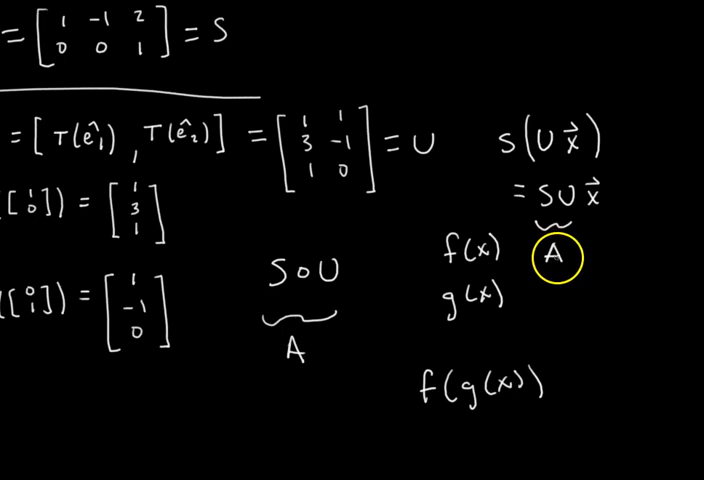 = [ 1 -1 2
0 0 1 ] = S
= [ T(ê₁) , T(ê₂) ] = [ 1 1
3 -1
1 0 ] = U
S(U x⃗)
= SU x⃗
A
([ 1
0 ]) = [ 1
3
1 ]
([ 0
1 ]) = [ 1
-1
0 ]
S∘U
A
f(x)
g(x)
f(g(x))